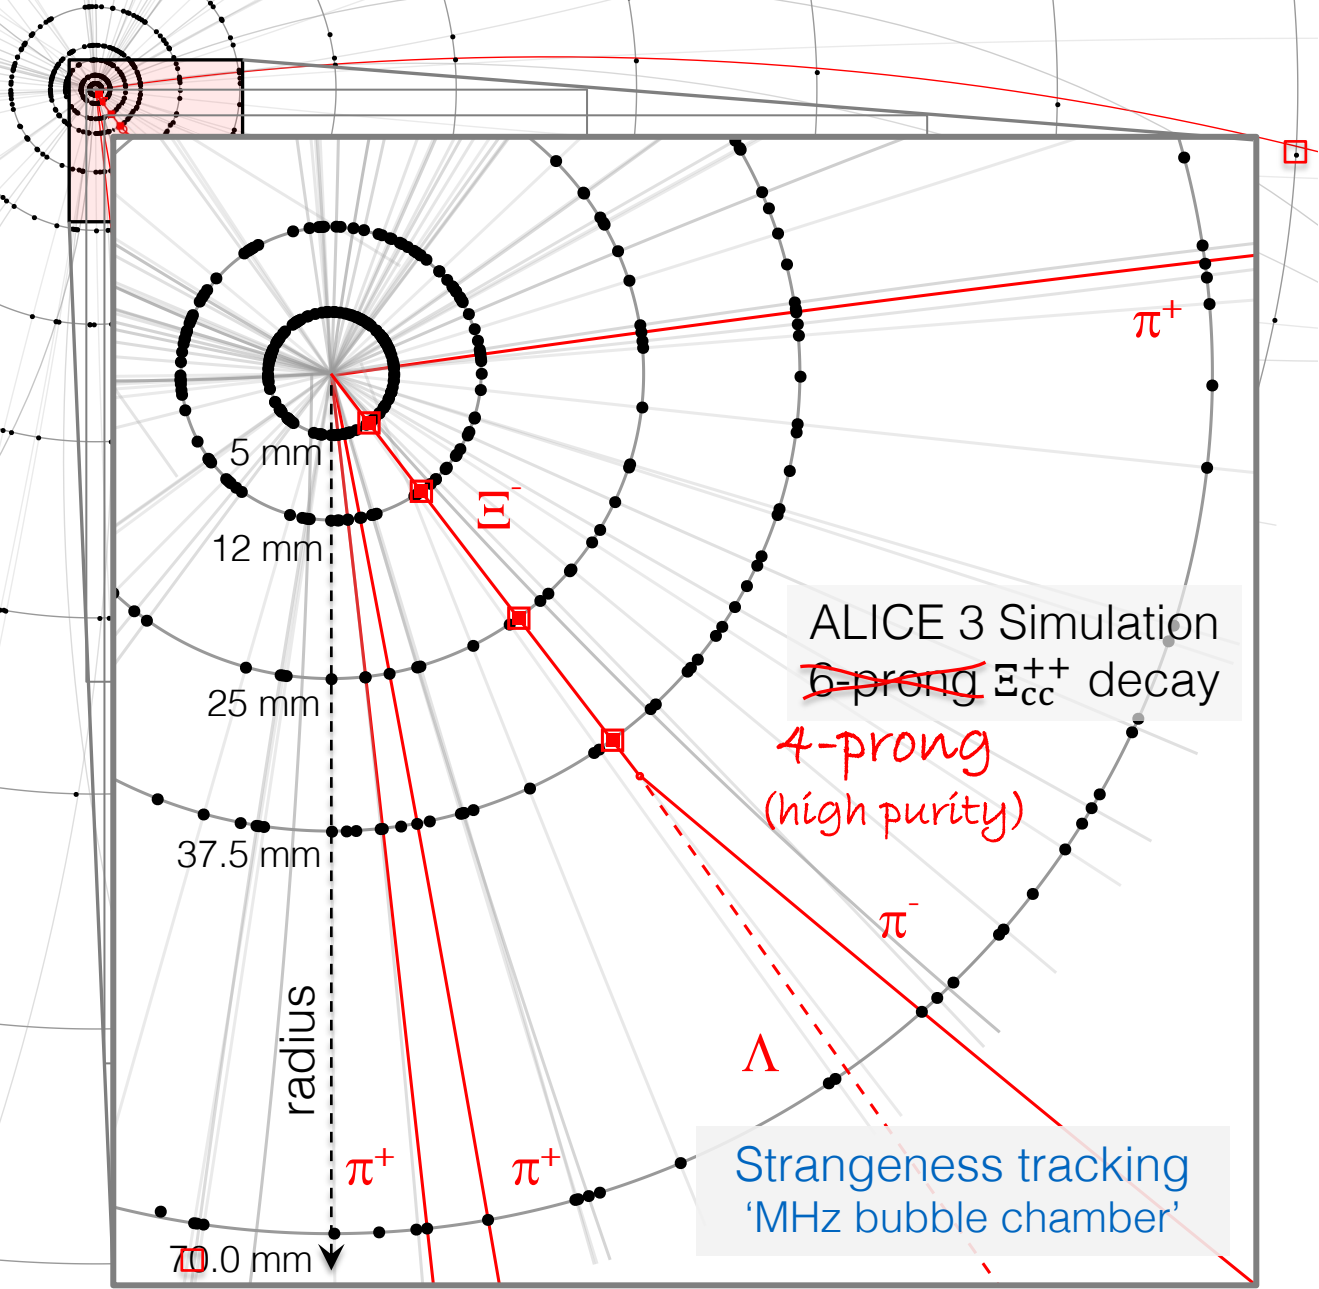 π⁺
5 mm
Ξ⁻
12 mm
ALICE 3 Simulation
6-prong Ξcc⁺⁺ decay
25 mm
4-prong
(high purity)
37.5 mm
π⁻
radius
Λ
π⁺ π⁺
Strangeness tracking
‘MHz bubble chamber’
70.0 mm